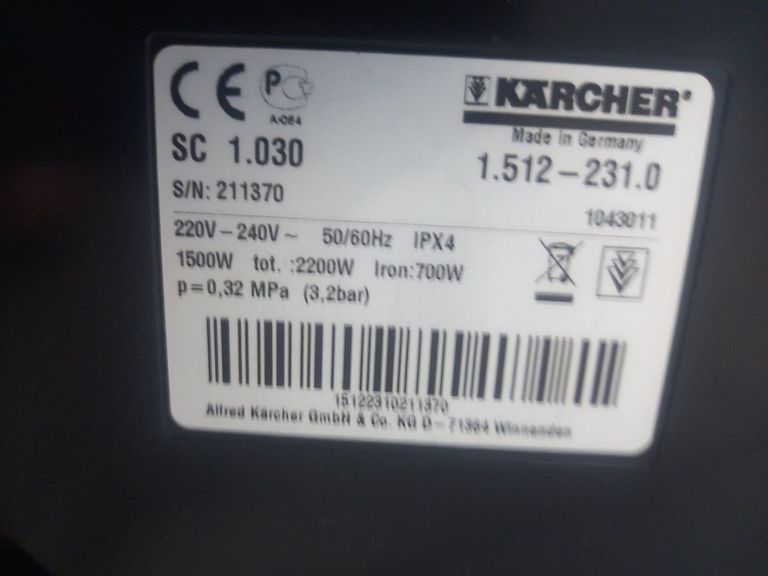 CE P
A-064
KÄRCHER®
Made in Germany
SC 1.030
1.512-231.0
S/N: 211370
1043011
220V-240V~ 50/60Hz IPX4
1500W tot.:2200W Iron:700W
p=0,32 MPa (3,2bar)
15122310211370
Alfred Kärcher GmbH & Co. KG D-71364 Winnenden